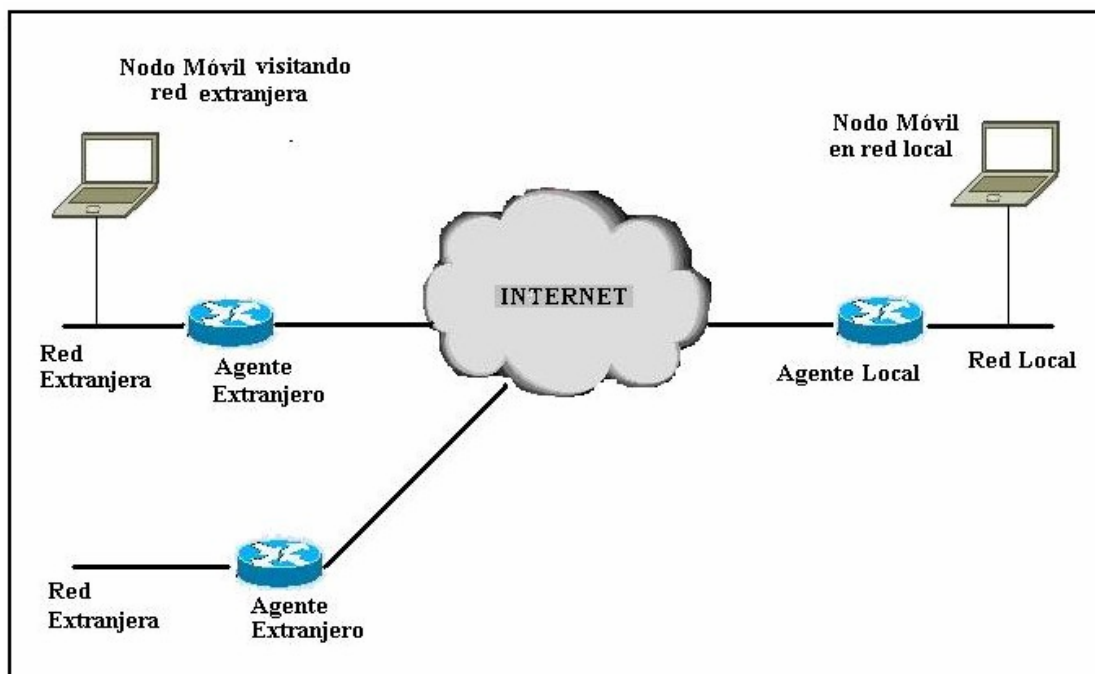 Nodo Móvil visitando
red extranjera
Nodo Móvil
en red local
INTERNET
Red
Extranjera
Agente
Extranjero
Agente Local
Red Local
Red
Extranjera
Agente
Extranjero